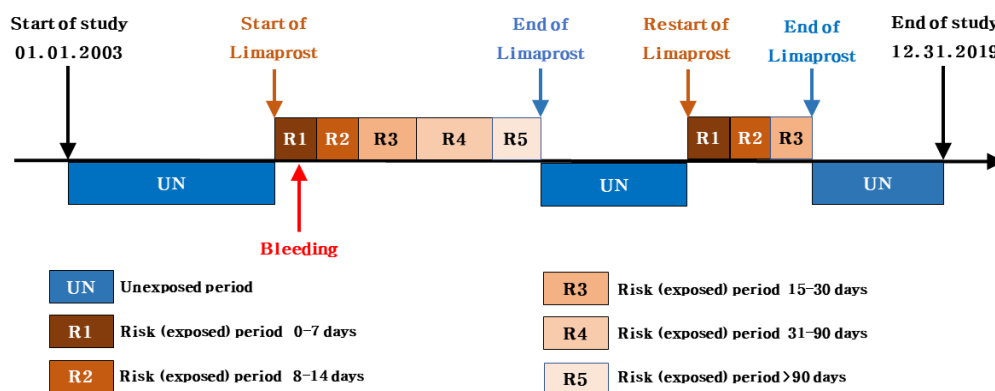 Start of study
01.01.2003
Start of
Limaprost
End of
Limaprost
Restart of
Limaprost
End of
Limaprost
End of study
12.31.2019
R1 R2 R3 R4 R5 R1 R2 R3
UN UN UN
Bleeding
UN Unexposed period
R1 Risk (exposed) period 0-7 days
R2 Risk (exposed) period 8-14 days
R3 Risk (exposed) period 15-30 days
R4 Risk (exposed) period 31-90 days
R5 Risk (exposed) period>90 days